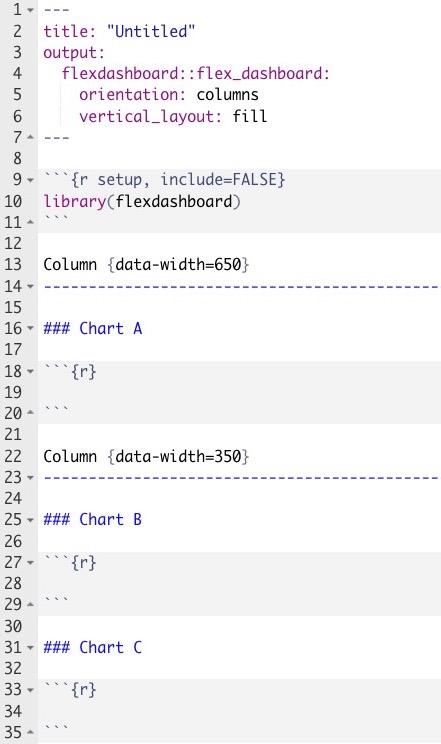 1 ---
2 title: "Untitled"
3 output:
4   flexdashboard::flex_dashboard:
5     orientation: columns
6     vertical_layout: fill
7 ---
8
9 ```{r setup, include=FALSE}
10 library(flexdashboard)
11 ```
12
13 Column {data-width=650}
14 -----------------------------------------------
15
16 ### Chart A
17
18 ```{r}
19
20 ```
21
22 Column {data-width=350}
23 -----------------------------------------------
24
25 ### Chart B
26
27 ```{r}
28
29 ```
30
31 ### Chart C
32
33 ```{r}
34
35 ```